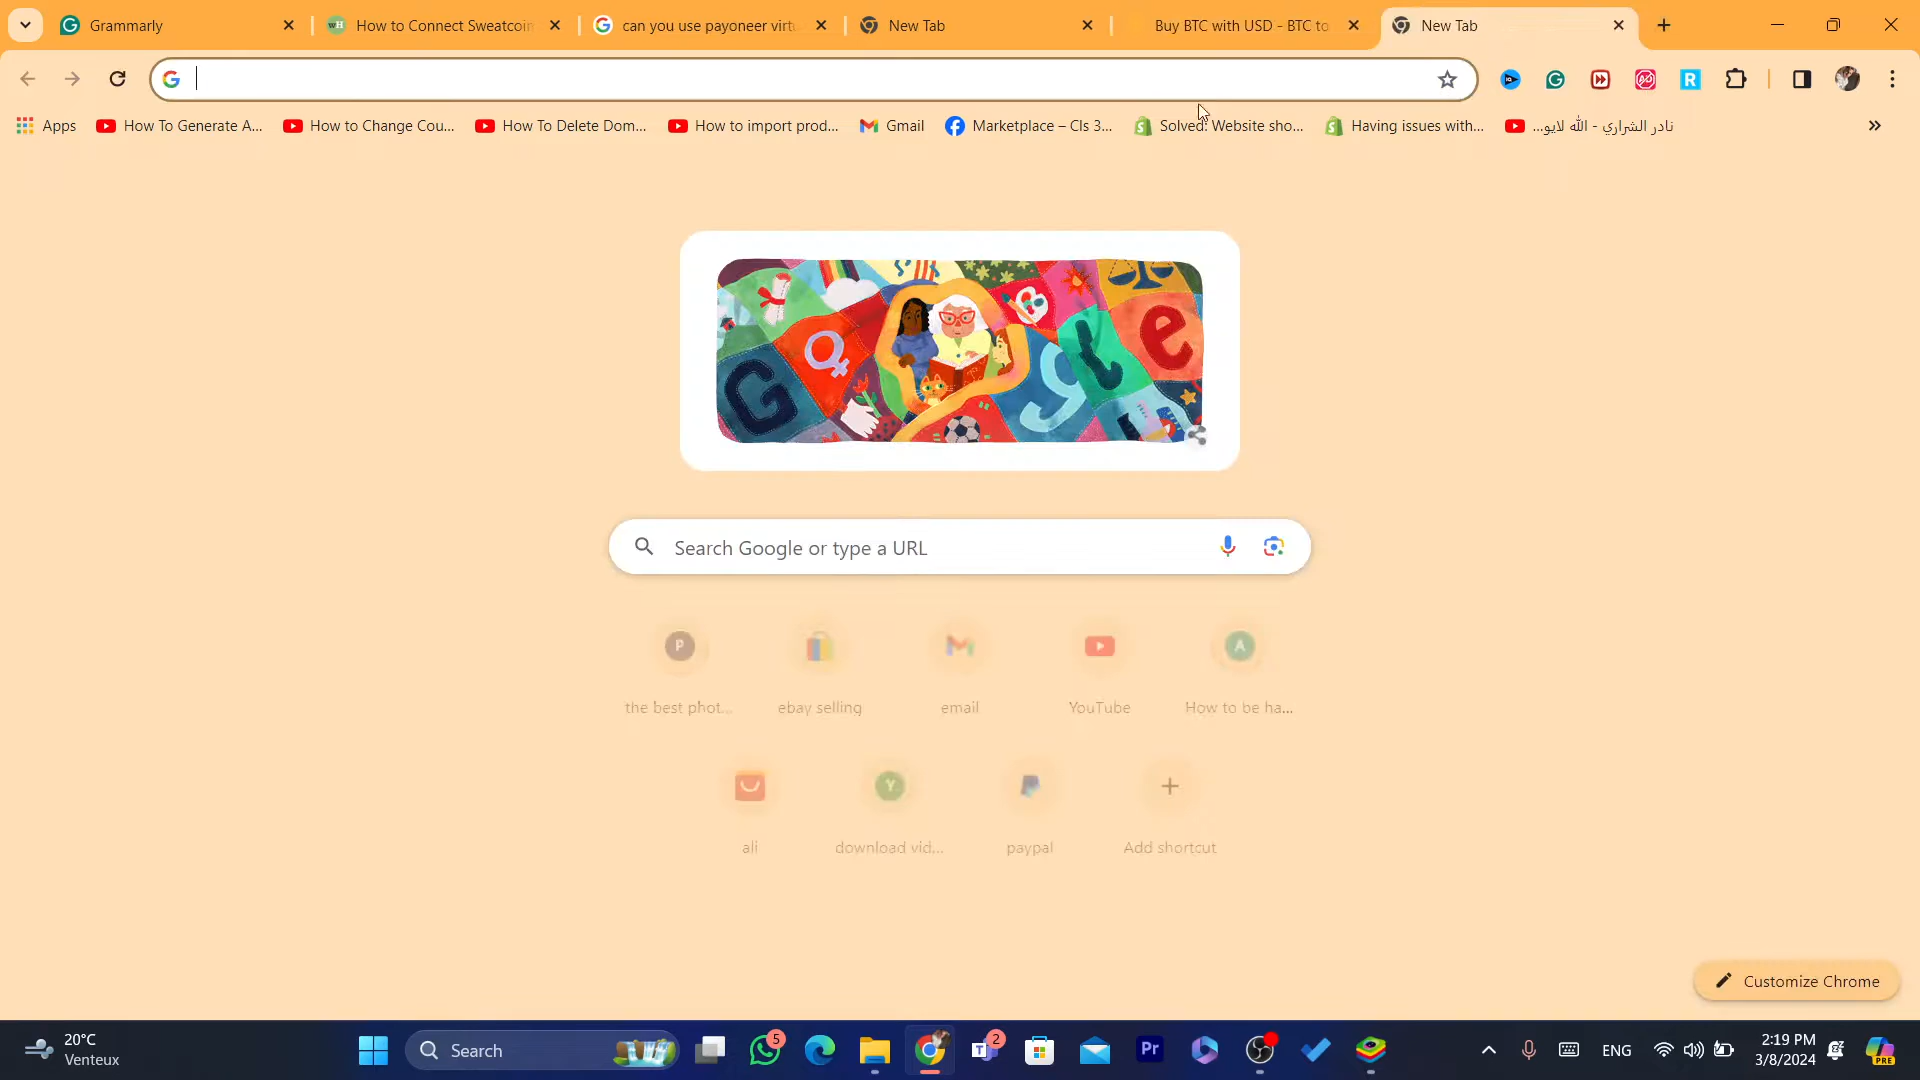 Grammarly
How to Connect Sweatcoin
can you use payoneer virtu
New Tab
Buy BTC with USD - BTC to
New Tab
Apps
How To Generate A...
How to Change Cou...
How To Delete Dom...
How to import prod...
Gmail
Marketplace – Cls 3...
Solved: Website sho...
Having issues with...
نادر الشراري - الله لايو...
Search Google or type a URL
the best phot...
ebay selling
email
YouTube
How to be ha...
ali
download vid...
paypal
Add shortcut
Customize Chrome
20°C
Venteux
Search
5
2
ENG
2:19 PM
3/8/2024